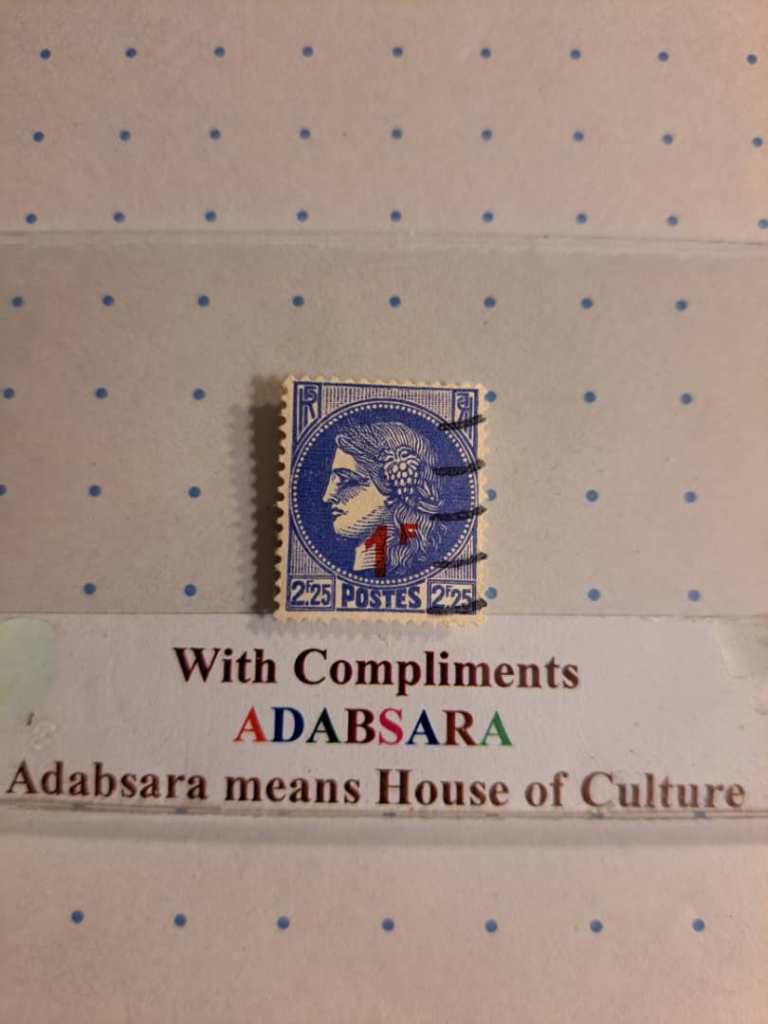 RF
1F
2F25 POSTES 2F25
With Compliments
ADABSARA
Adabsara means House of Culture